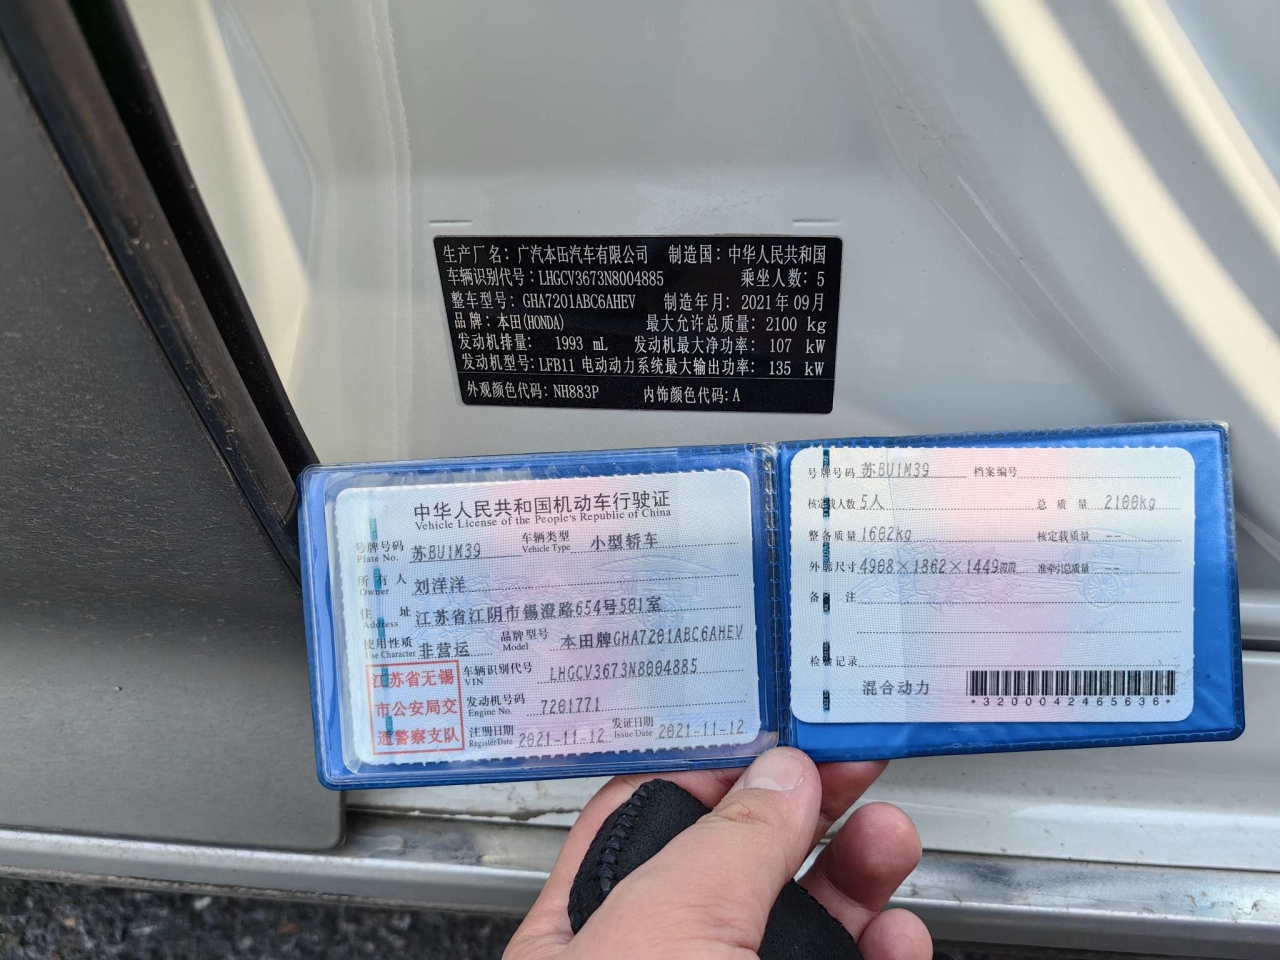 生产厂名：广汽本田汽车有限公司 制造国：中华人民共和国
车辆识别代号：LHGCV3673N8004885 乘坐人数：5
整车型号：GHA7201ABC6AHEV 制造年月：2021年09月
品牌：本田(HONDA) 最大允许总质量：2100 kg
发动机排量： 1993 mL 发动机最大净功率： 107 kW
发动机型号：LFB11 电动动力系统最大输出功率： 135 kW
外观颜色代码：NH883P 内饰颜色代码：A
中华人民共和国机动车行驶证
Vehicle License of the People's Republic of China
号牌号码 苏BU1M39 车辆类型 小型轿车
Plate No. Vehicle Type
所有人 刘洋洋
Owner
住址 江苏省江阴市锡澄路654号501室
Address
使用性质 非营运 品牌型号 本田牌GHA7201ABC6AHEV
Use Character Model
江苏省无锡
市公安局交
通警察支队
车辆识别代号 LHGCV3673N8004885
VIN
发动机号码 7201771
Engine No.
注册日期 2021-11-12 发证日期 2021-11-12
Register Date Issue Date
号牌号码 苏BU1M39 档案编号
核定载人数 5人 总质量 2100kg
整备质量 1602kg 核定载质量 --
外廓尺寸 4908×1862×1449mm 准牵引总质量 --
备注
检验记录
混合动力
*3200042465636*